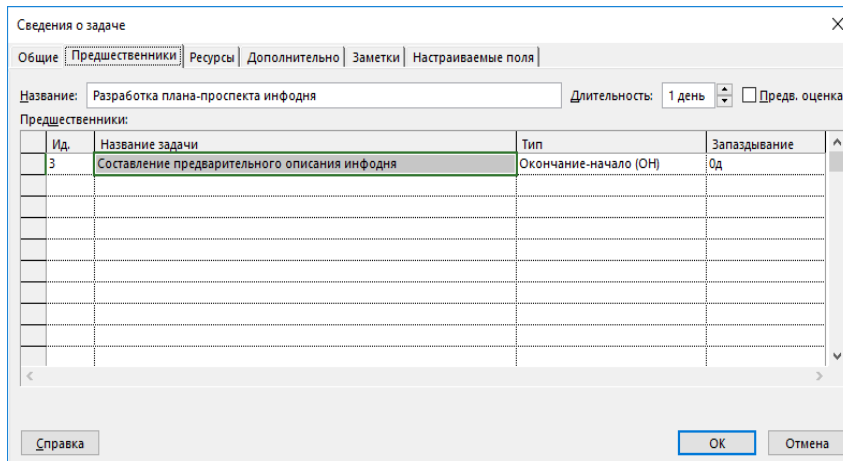 Сведения о задаче
Общие Предшественники Ресурсы Дополнительно Заметки Настраиваемые поля
Название: Разработка плана-проспекта инфодня Длительность: 1 день Предв. оценка
Предшественники:
Ид. Название задачи Тип Запаздывание
3 Составление предварительного описания инфодня Окончание-начало (ОН) 0д
Справка ОК Отмена